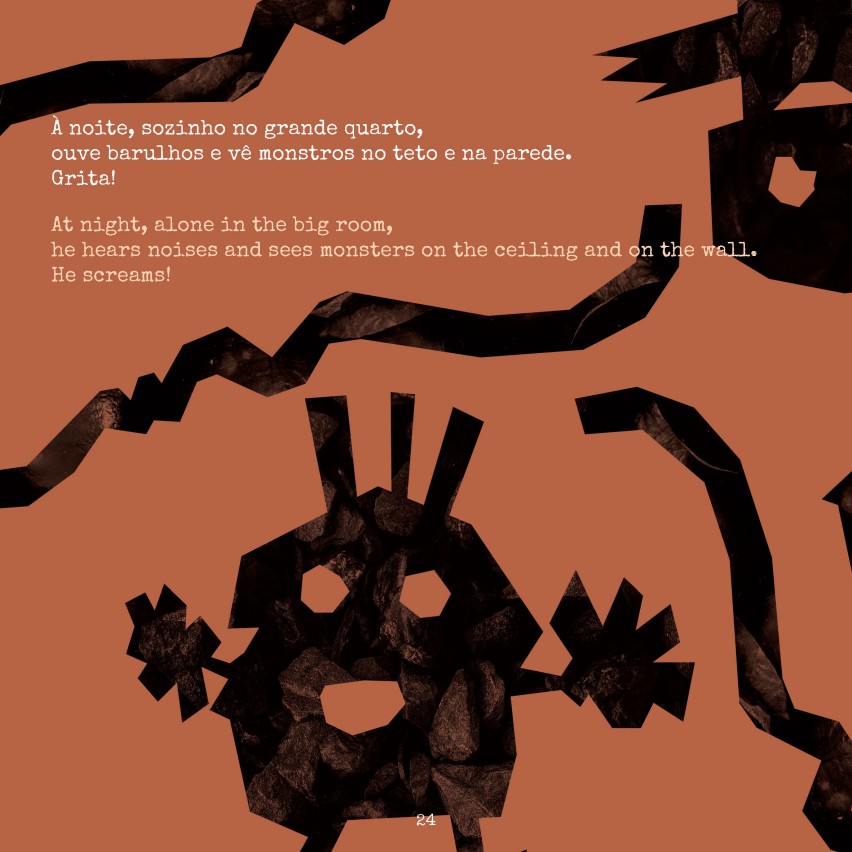 À noite, sozinho no grande quarto,
ouve barulhos e vê monstros no teto e na parede.
Grita!
At night, alone in the big room,
he hears noises and sees monsters on the ceiling and on the wall.
He screams!
24